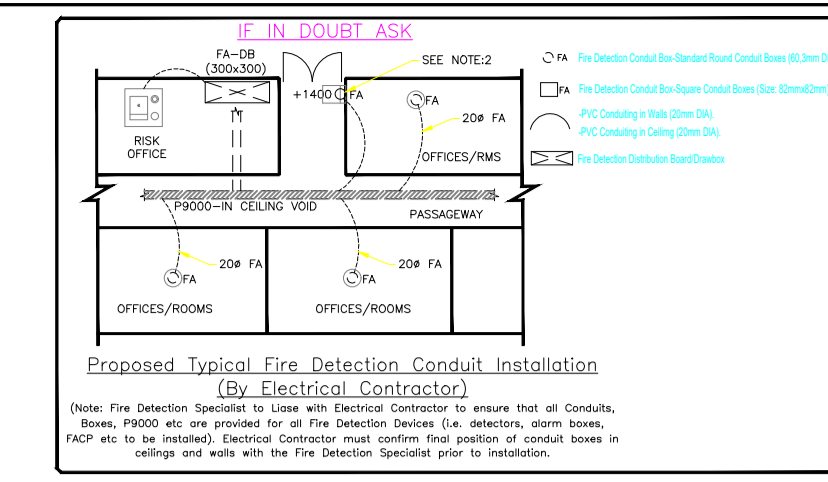 IF IN DOUBT ASK
FA-DB
(300x300)
SEE NOTE:2
+1400 FA
FA
20ø FA
RISK
OFFICE
OFFICES/RMS
P9000-IN CEILING VOID
PASSAGEWAY
20ø FA
20ø FA
FA
FA
OFFICES/ROOMS
OFFICES/ROOMS
FA Fire Detection Conduit Box-Standard Round Conduit Boxes (60,3mm D
FA Fire Detection Conduit Box-Square Conduit Boxes (Size: 82mmx82mm)
-PVC Conduiting in Walls (20mm DIA).
-PVC Conduiting in Ceiling (20mm DIA).
Fire Detection Distribution Board/Drawbox
Proposed Typical Fire Detection Conduit Installation
(By Electrical Contractor)
(Note: Fire Detection Specialist to Liase with Electrical Contractor to ensure that all Conduits,
Boxes, P9000 etc are provided for all Fire Detection Devices (i.e. detectors, alarm boxes,
FACP etc to be installed). Electrical Contractor must confirm final position of conduit boxes in
ceilings and walls with the Fire Detection Specialist prior to installation.